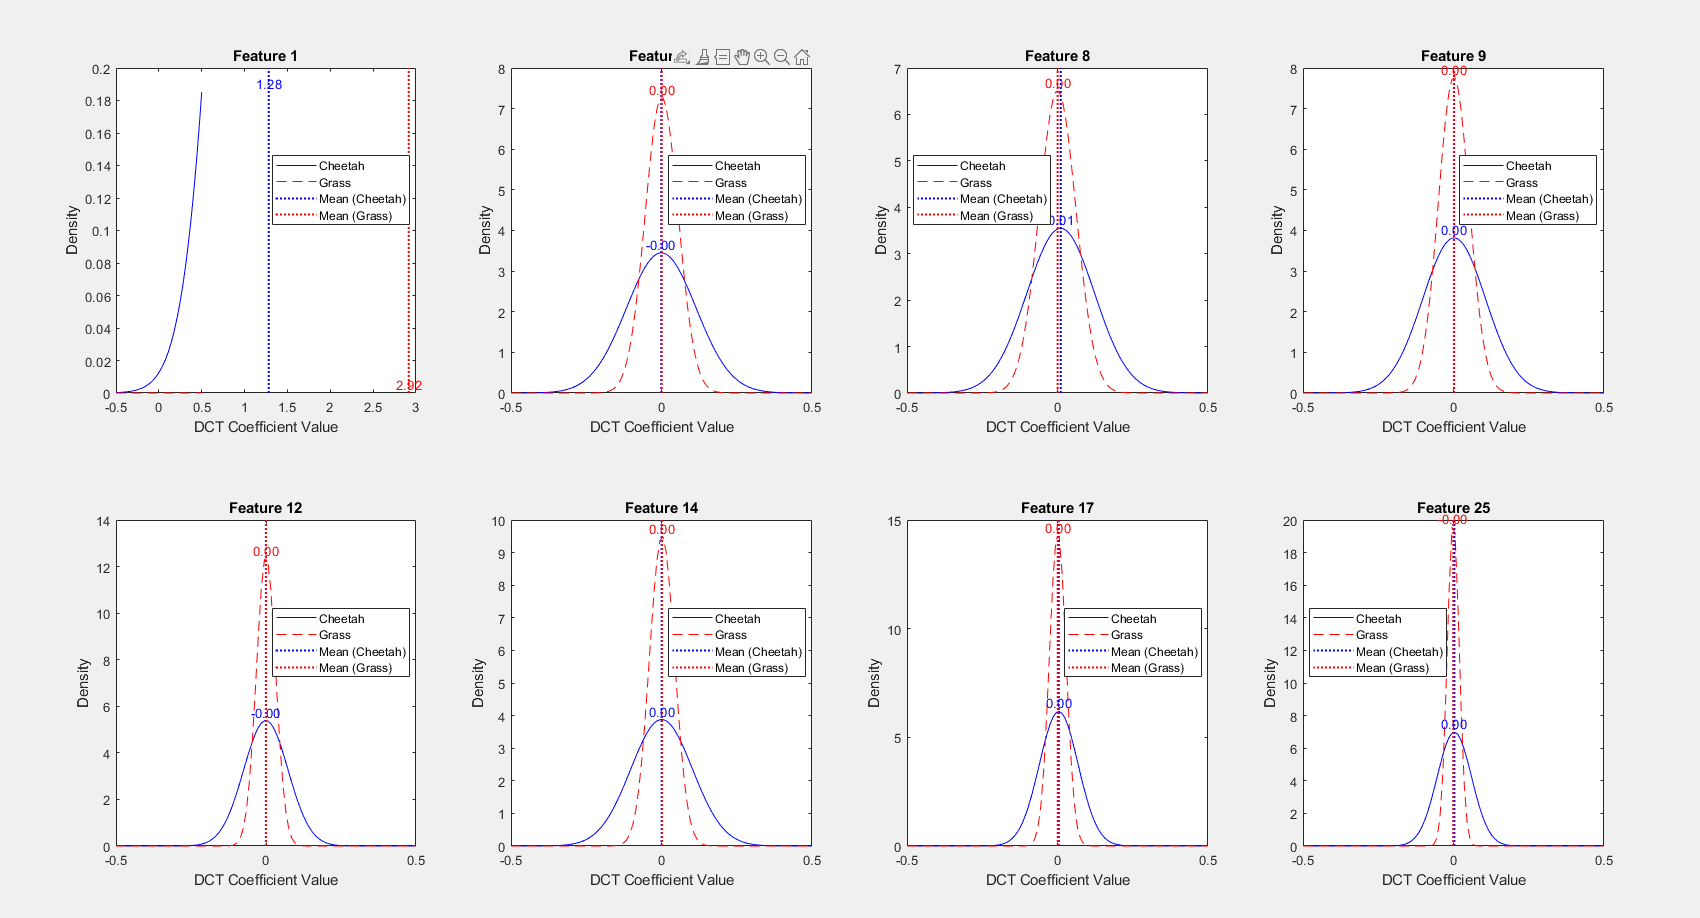 Feature 1
0.2
0.18
0.16
0.14
0.12
0.1
0.08
0.06
0.04
0.02
0
Density
1.28
2.92
Cheetah
Grass
Mean (Cheetah)
Mean (Grass)
-0.5 0 0.5 1 1.5 2 2.5 3
DCT Coefficient Value
8
7
6
5
4
3
2
1
0
Density
0.00
-0.00
Cheetah
Grass
Mean (Cheetah)
Mean (Grass)
-0.5 0 0.5
DCT Coefficient Value
Feature 8
7
6
5
4
3
2
1
0
Density
0.00
0.01
Cheetah
Grass
Mean (Cheetah)
Mean (Grass)
-0.5 0 0.5
DCT Coefficient Value
Feature 9
8
7
6
5
4
3
2
1
0
Density
0.00
0.00
Cheetah
Grass
Mean (Cheetah)
Mean (Grass)
-0.5 0 0.5
DCT Coefficient Value
Feature 12
14
12
10
8
6
4
2
0
Density
0.00
-0.00
Cheetah
Grass
Mean (Cheetah)
Mean (Grass)
-0.5 0 0.5
DCT Coefficient Value
Feature 14
10
9
8
7
6
5
4
3
2
1
0
Density
0.00
0.00
Cheetah
Grass
Mean (Cheetah)
Mean (Grass)
-0.5 0 0.5
DCT Coefficient Value
Feature 17
15
10
5
0
Density
0.00
0.00
Cheetah
Grass
Mean (Cheetah)
Mean (Grass)
-0.5 0 0.5
DCT Coefficient Value
Feature 25
20
18
16
14
12
10
8
6
4
2
0
Density
-0.00
0.00
Cheetah
Grass
Mean (Cheetah)
Mean (Grass)
-0.5 0 0.5
DCT Coefficient Value